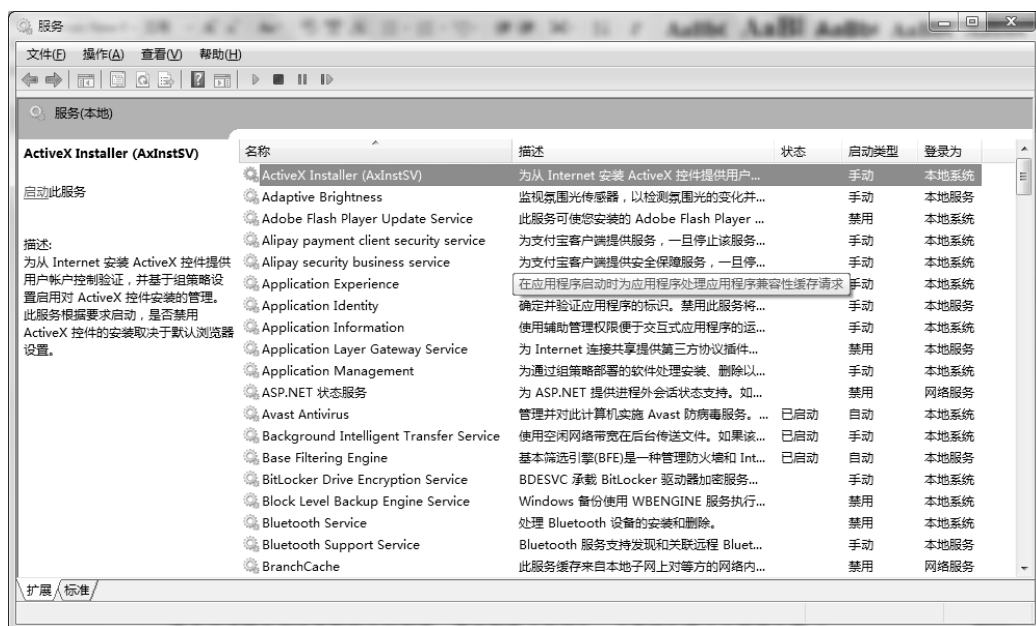 服务
文件(F) 操作(A) 查看(V) 帮助(H)
服务(本地)
ActiveX Installer (AxInstSV)
启动此服务
描述:
为从 Internet 安装 ActiveX 控件提供
用户帐户控制验证，并基于组策略设
置启用对 ActiveX 控件安装的管理。
此服务根据要求启动，是否禁用
ActiveX 控件的安装取决于默认浏览器
设置。
名称 描述 状态 启动类型 登录为
ActiveX Installer (AxInstSV) 为从 Internet 安装 ActiveX 控件提供用户... 手动 本地系统
Adaptive Brightness 监视氛围光传感器，以检测氛围光的变化并... 手动 本地服务
Adobe Flash Player Update Service 此服务可使您安装的 Adobe Flash Player ... 禁用 本地系统
Alipay payment client security service 为支付宝客户端提供服务，一旦停止该服务... 手动 本地系统
Alipay security business service 为支付宝客户端提供安全保障服务，一旦停... 手动 本地系统
Application Experience 在应用程序启动时为应用程序处理应用程序兼容性缓存请求 手动 本地系统
Application Identity 确定并验证应用程序的标识。禁用此服务将... 手动 本地服务
Application Information 使用辅助管理权限便于交互式应用程序的运... 手动 本地系统
Application Layer Gateway Service 为 Internet 连接共享提供第三方协议插件... 禁用 本地服务
Application Management 为通过组策略部署的软件处理安装、删除以... 手动 本地系统
ASP.NET 状态服务 为 ASP.NET 提供进程外会话状态支持。如... 禁用 网络服务
Avast Antivirus 管理并对此计算机实施 Avast 防病毒服务。... 已启动 自动 本地系统
Background Intelligent Transfer Service 使用空闲网络带宽在后台传送文件。如果该... 已启动 手动 本地系统
Base Filtering Engine 基本筛选引擎(BFE)是一种管理防火墙和 Int... 已启动 自动 本地服务
BitLocker Drive Encryption Service BDESVC 承载 BitLocker 驱动器加密服务... 手动 本地系统
Block Level Backup Engine Service Windows 备份使用 WBENGINE 服务执行... 禁用 本地系统
Bluetooth Service 处理 Bluetooth 设备的安装和删除。 禁用 本地系统
Bluetooth Support Service Bluetooth 服务支持发现和关联远程 Bluet... 手动 本地服务
BranchCache 此服务缓存来自本地子网上对等方的网络内... 禁用 网络服务
扩展 标准